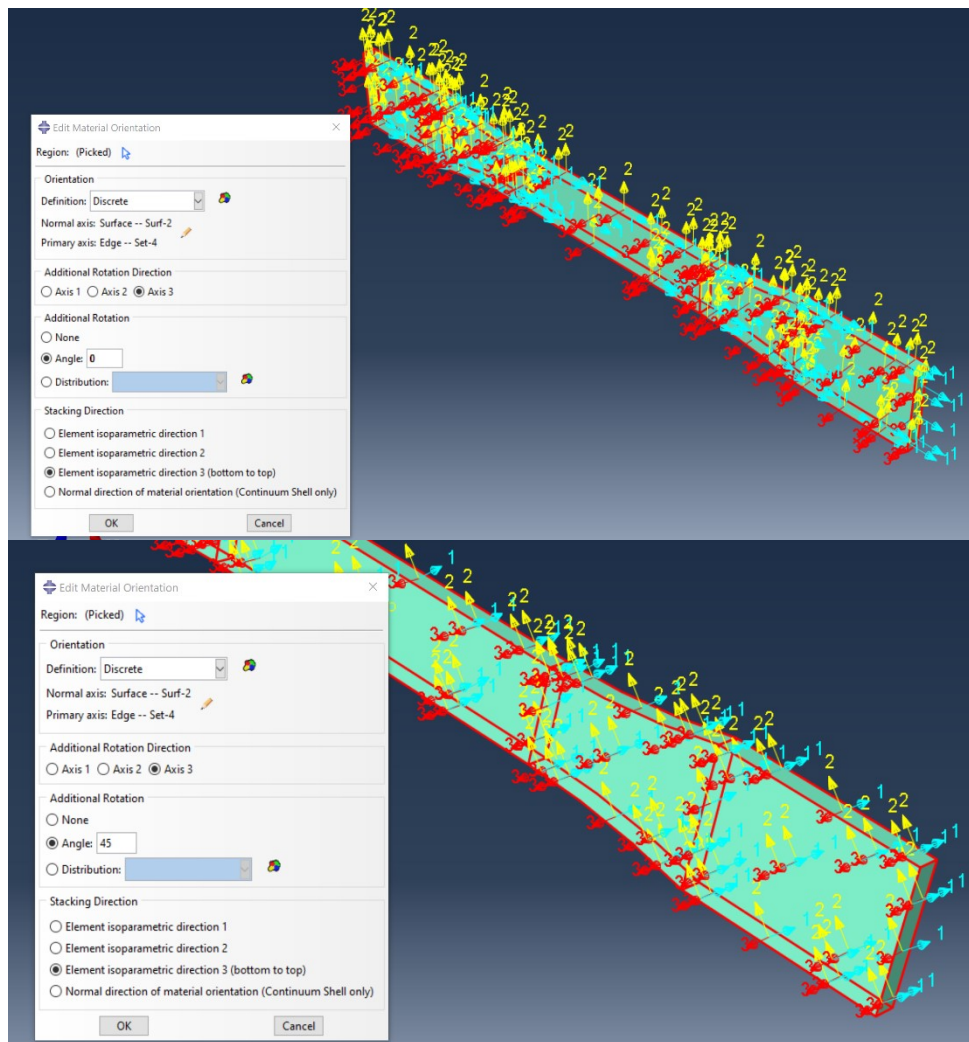 Edit Material Orientation
Region: (Picked)
Orientation
Definition: Discrete
Normal axis: Surface -- Surf-2
Primary axis: Edge -- Set-4
Additional Rotation Direction
Axis 1 Axis 2 Axis 3
Additional Rotation
None
Angle: 0
Distribution:
Stacking Direction
Element isoparametric direction 1
Element isoparametric direction 2
Element isoparametric direction 3 (bottom to top)
Normal direction of material orientation (Continuum Shell only)
OK Cancel
Edit Material Orientation
Region: (Picked)
Orientation
Definition: Discrete
Normal axis: Surface -- Surf-2
Primary axis: Edge -- Set-4
Additional Rotation Direction
Axis 1 Axis 2 Axis 3
Additional Rotation
None
Angle: 45
Distribution:
Stacking Direction
Element isoparametric direction 1
Element isoparametric direction 2
Element isoparametric direction 3 (bottom to top)
Normal direction of material orientation (Continuum Shell only)
OK Cancel